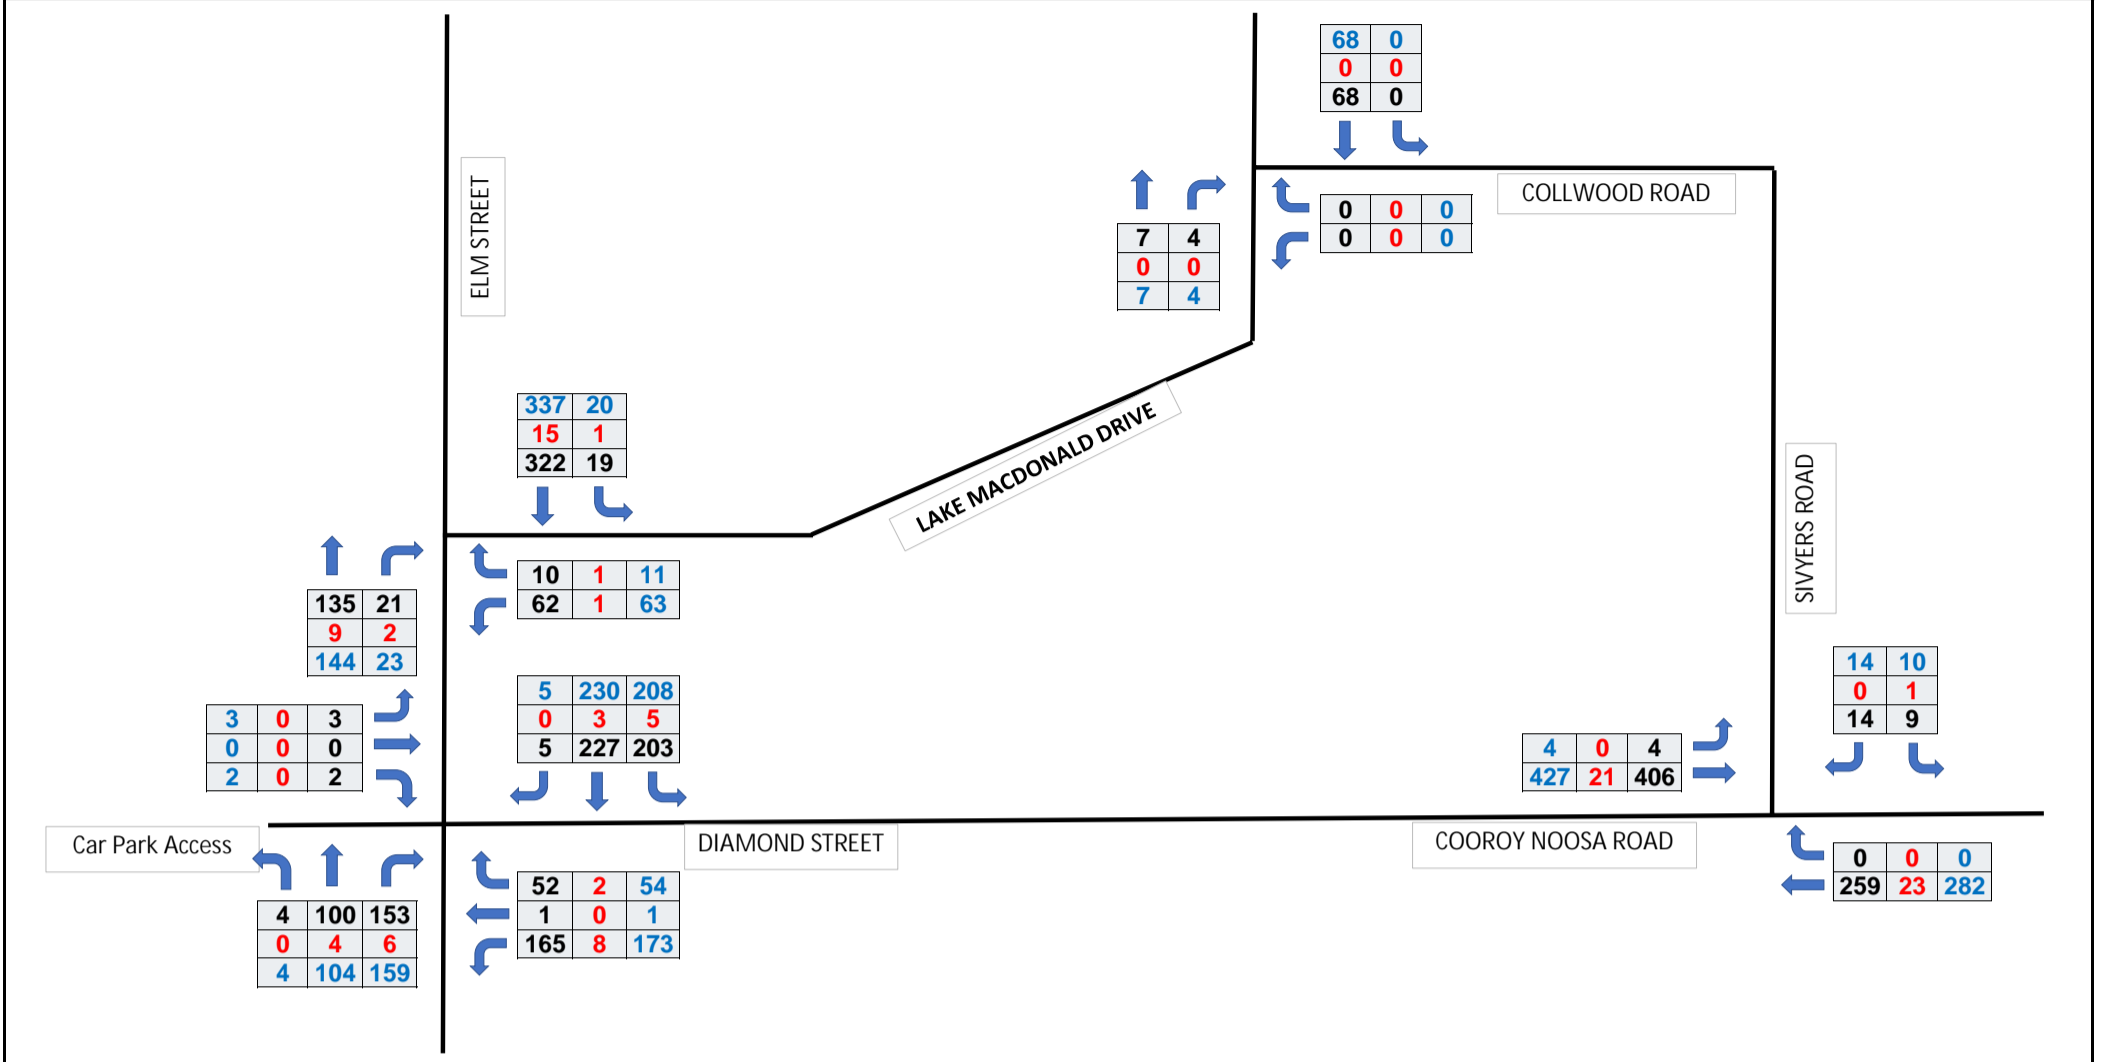 68 0
0 0
68 0
COLLWOOD ROAD
ELM STREET
0 0 0
0 0 0
7 4
0 0
7 4
337 20
15 1
322 19
LAKE MACDONALD DRIVE
SIVYERS ROAD
10 1 11
62 1 63
135 21
9 2
144 23
14 10
0 1
14 9
5 230 208
0 3 5
5 227 203
3 0 3
0 0 0
2 0 2
4 0 4
427 21 406
Car Park Access
DIAMOND STREET
COOROY NOOSA ROAD
0 0 0
259 23 282
52 2 54
1 0 1
165 8 173
4 100 153
0 4 6
4 104 159